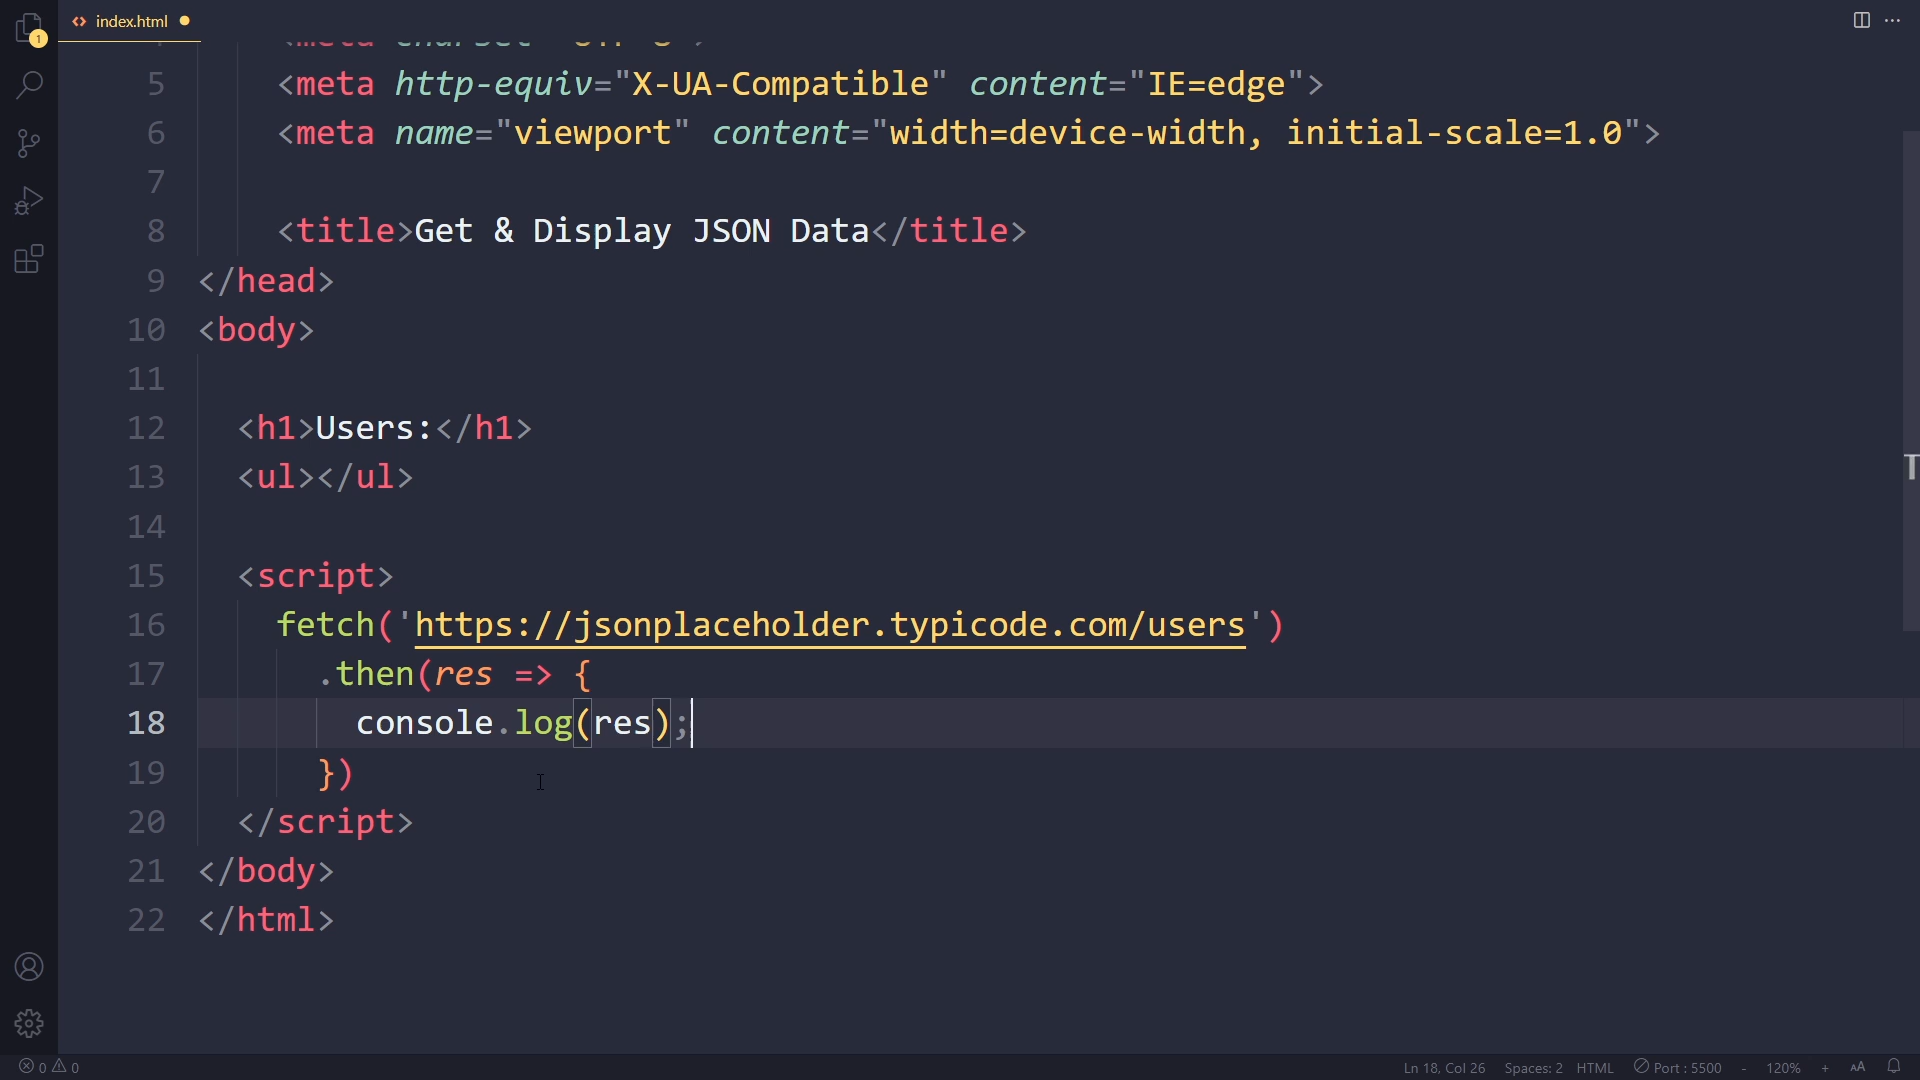 1
index.html
5 <meta http-equiv="X-UA-Compatible" content="IE=edge">
6 <meta name="viewport" content="width=device-width, initial-scale=1.0">
7
8 <title>Get & Display JSON Data</title>
9 </head>
10 <body>
11
12 <h1>Users:</h1>
13 <ul></ul>
14
15 <script>
16 fetch('https://jsonplaceholder.typicode.com/users')
17 .then(res => {
18 console.log(res);
19 })
20 </script>
21 </body>
22 </html>
0 0 Ln 18, Col 26 Spaces: 2 HTML Port : 5500 - 120% + AA